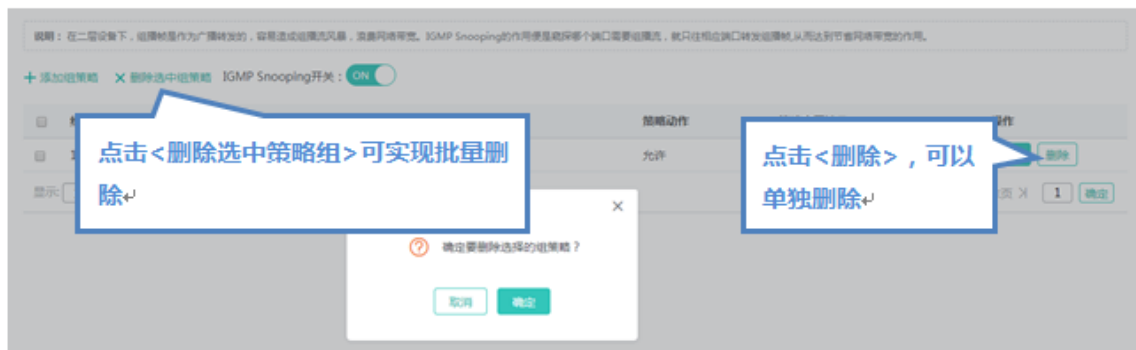 说明：在二层设备下，组播帧是作为广播转发的，容易造成组播流风暴，浪费网络带宽。IGMP Snooping的作用便是窥探哪个端口需要组播流，就只往相应端口转发组播帧,从而达到节省网络带宽的作用。
+ 添加组策略 × 删除选中组策略 IGMP Snooping开关： ON
策略动作
允许 删除
显示: 1 确定
点击<删除选中策略组>可实现批量删
除
点击<删除>，可以
单独删除
确定要删除选择的组策略？
取消 确定